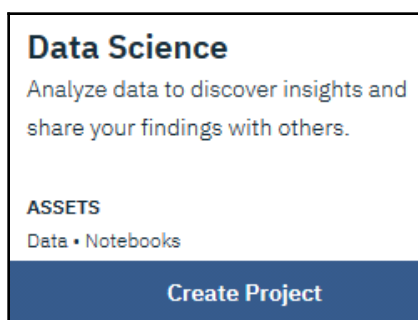 Data Science
Analyze data to discover insights and
share your findings with others.
ASSETS
Data • Notebooks
Create Project